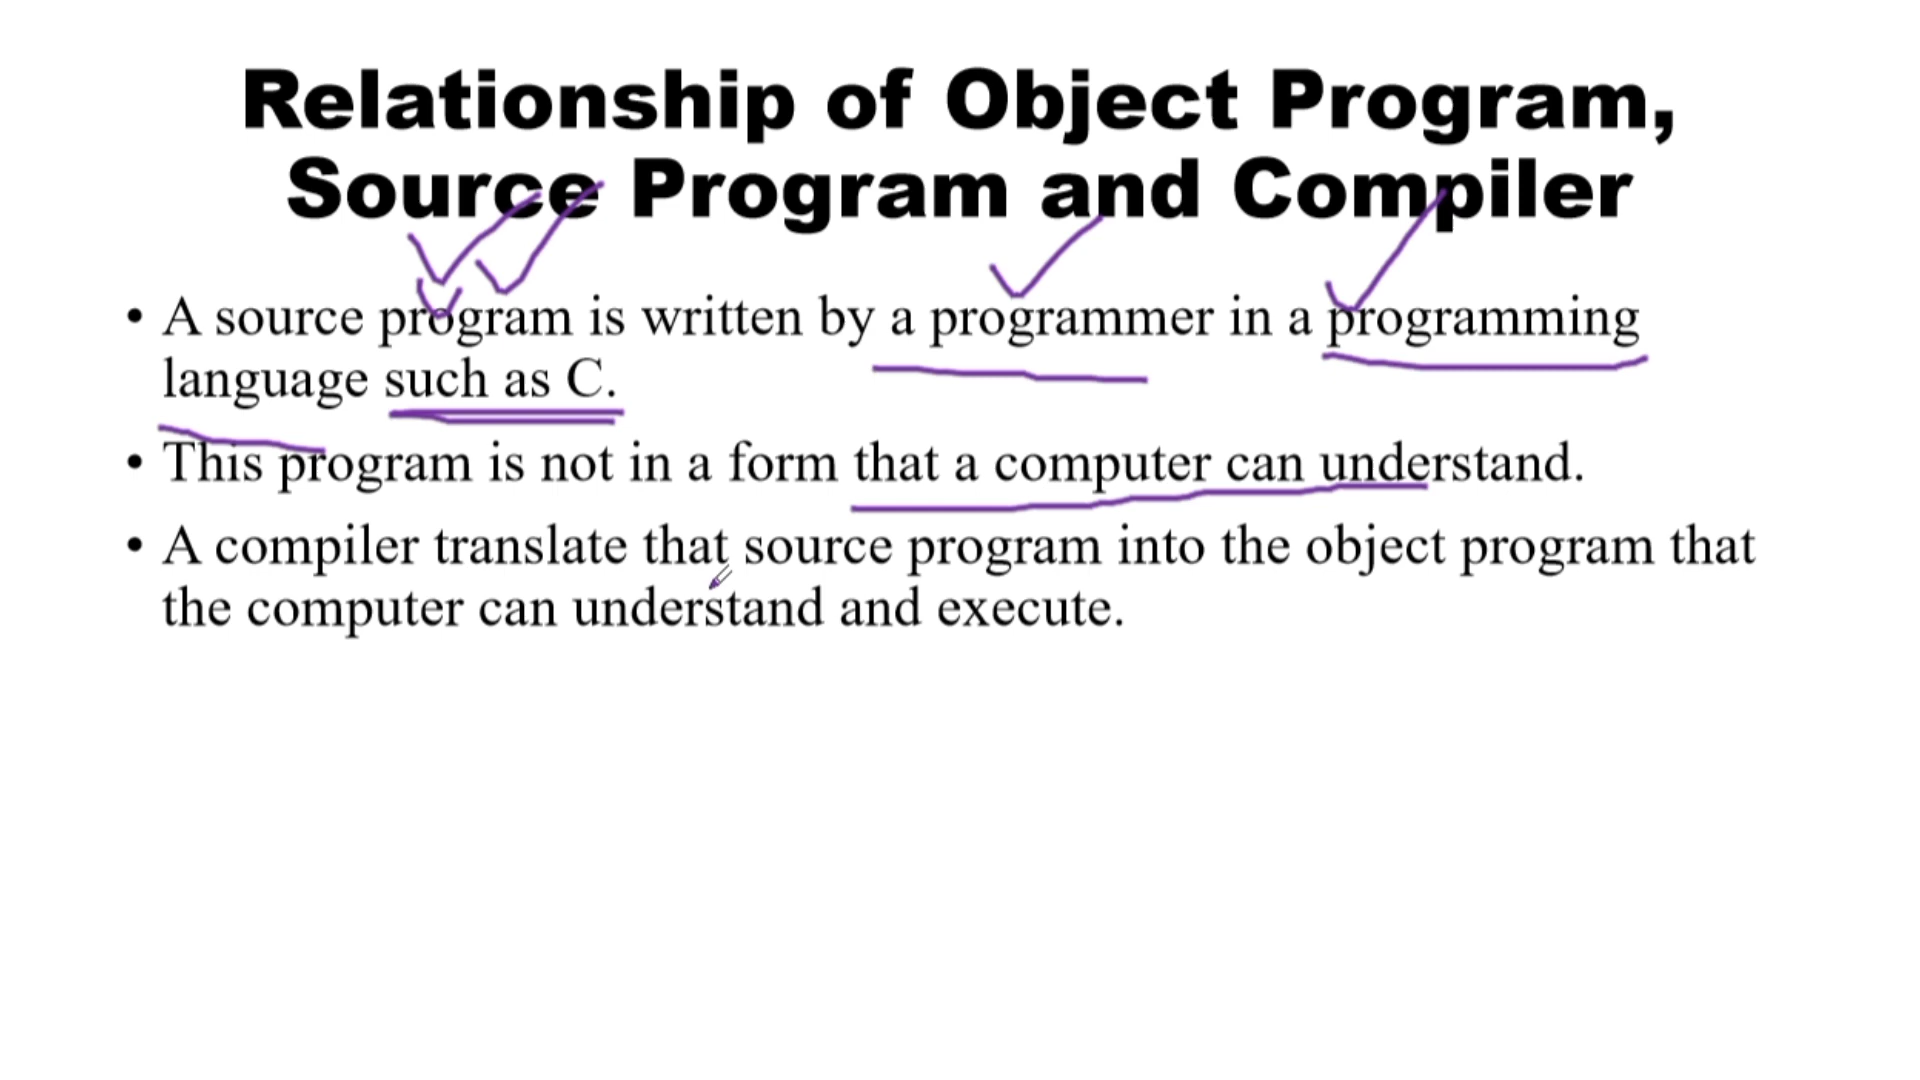 Relationship of Object Program,
Source Program and Compiler
• A source program is written by a programmer in a programming
language such as C.
• This program is not in a form that a computer can understand.
• A compiler translate that source program into the object program that
the computer can understand and execute.